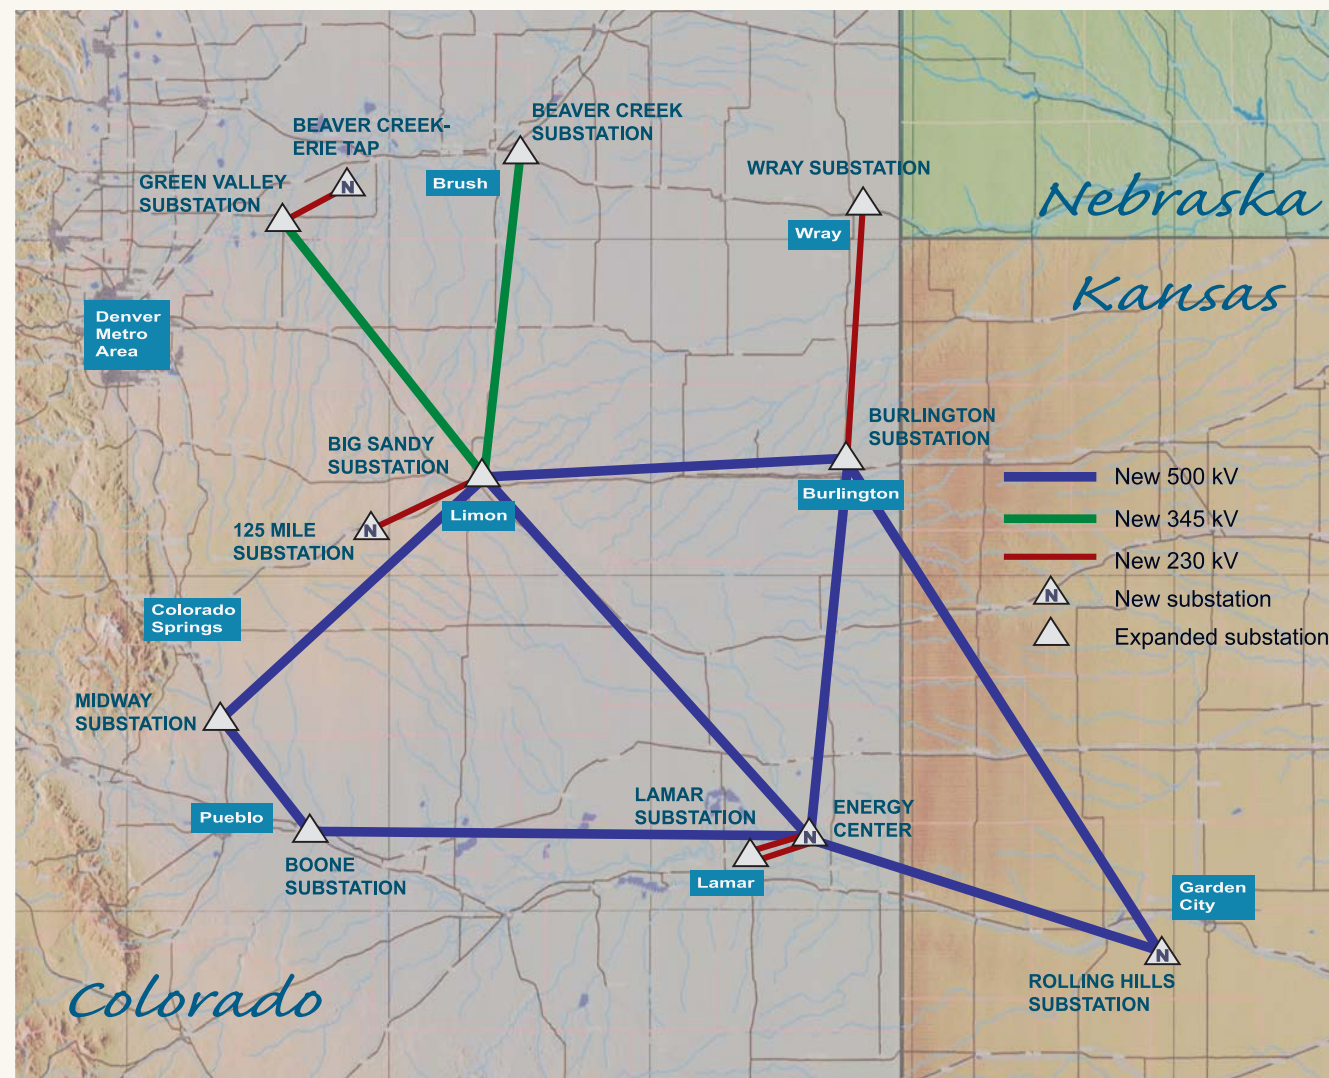 BEAVER CREEK
SUBSTATION
BEAVER CREEK-
ERIE TAP
WRAY SUBSTATION
Brush
GREEN VALLEY
SUBSTATION
N
Nebraska
Wray
Kansas
Denver
Metro
Area
BURLINGTON
SUBSTATION
BIG SANDY
SUBSTATION
New 500 kV
Burlington
Limon
New 345 kV
125 MILE
SUBSTATION
N
New 230 kV
N
New substation
Colorado
Springs
Expanded substation
MIDWAY
SUBSTATION
LAMAR
SUBSTATION
ENERGY
CENTER
N
Pueblo
BOONE
SUBSTATION
Lamar
Garden
City
N
ROLLING HILLS
SUBSTATION
Colorado